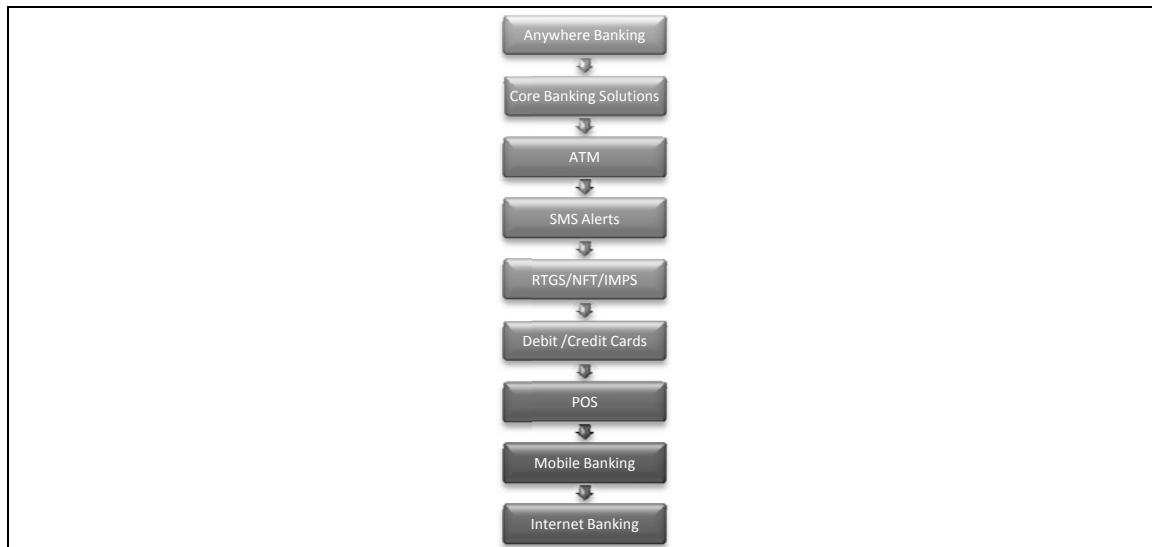 Anywhere Banking
Core Banking Solutions
ATM
SMS Alerts
RTGS/NFT/IMPS
Debit /Credit Cards
POS
Mobile Banking
Internet Banking